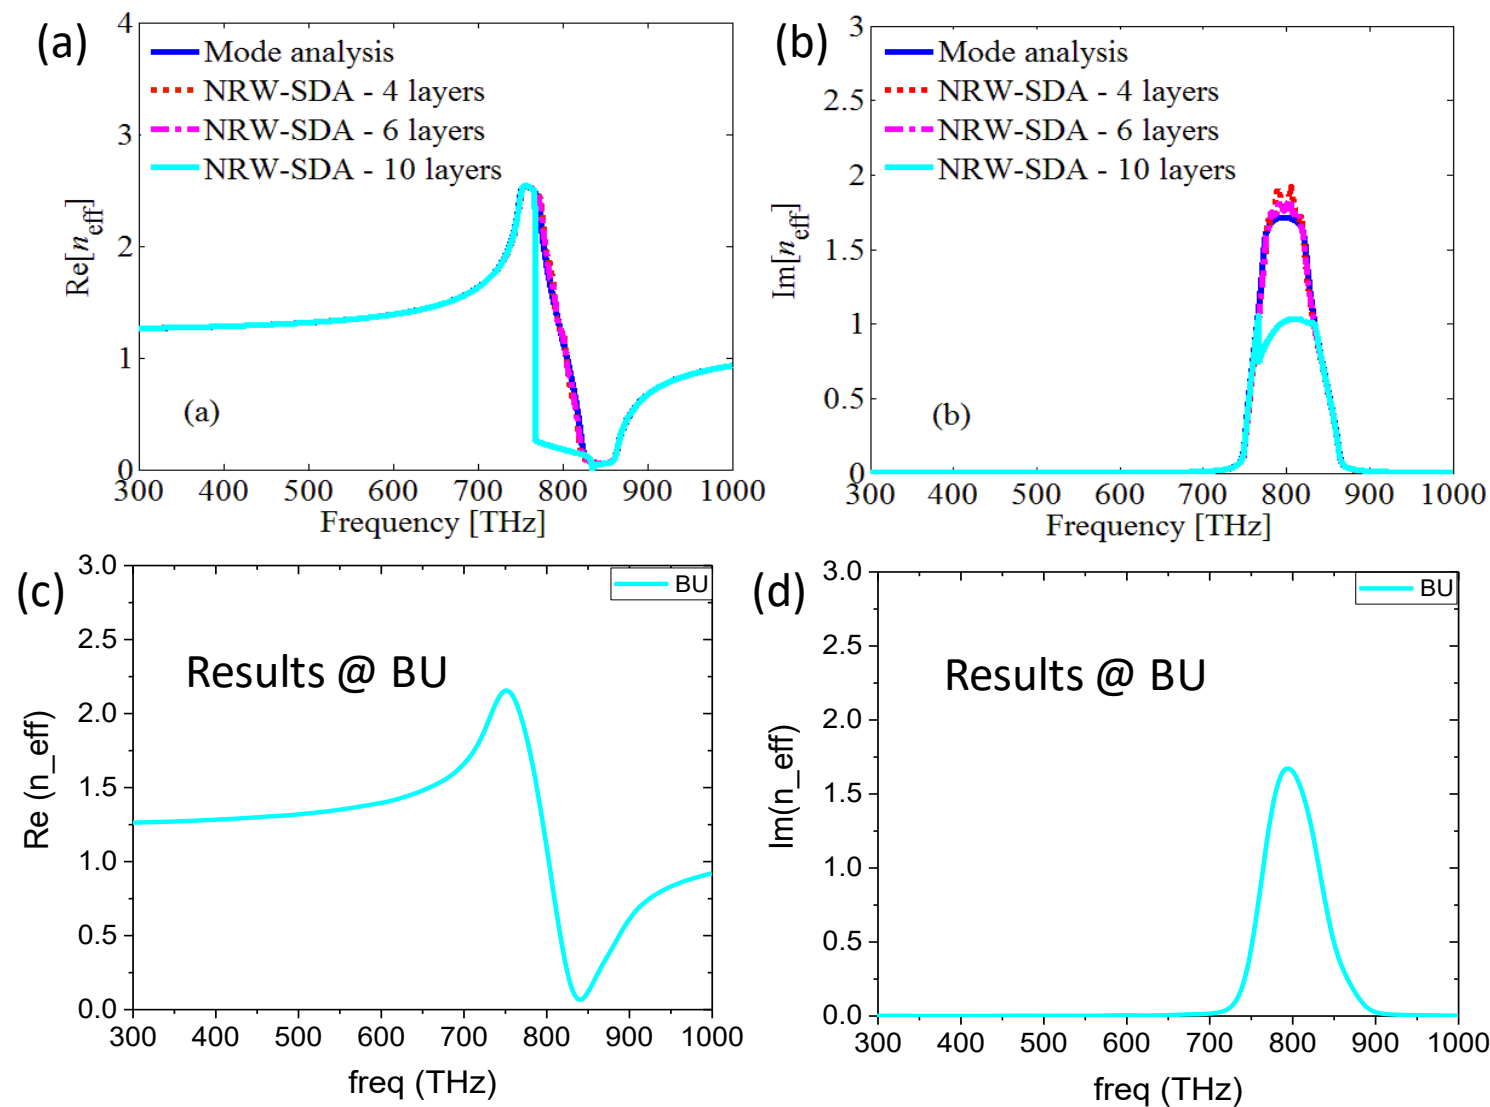 (a)
4
3
2
1
0
Re[n_eff]
Mode analysis
NRW-SDA - 4 layers
NRW-SDA - 6 layers
NRW-SDA - 10 layers
(a)
300 400 500 600 700 800 900 1000
Frequency [THz]
(b)
3
2.5
2
1.5
1
0.5
0
Im[n_eff]
Mode analysis
NRW-SDA - 4 layers
NRW-SDA - 6 layers
NRW-SDA - 10 layers
(b)
300 400 500 600 700 800 900 1000
Frequency [THz]
(c)
3.0
2.5
2.0
1.5
1.0
0.5
0.0
Re (n_eff)
BU
Results @ BU
300 400 500 600 700 800 900 1000
freq (THz)
(d)
3.0
2.5
2.0
1.5
1.0
0.5
0.0
Im(n_eff)
BU
Results @ BU
300 400 500 600 700 800 900 1000
freq (THz)